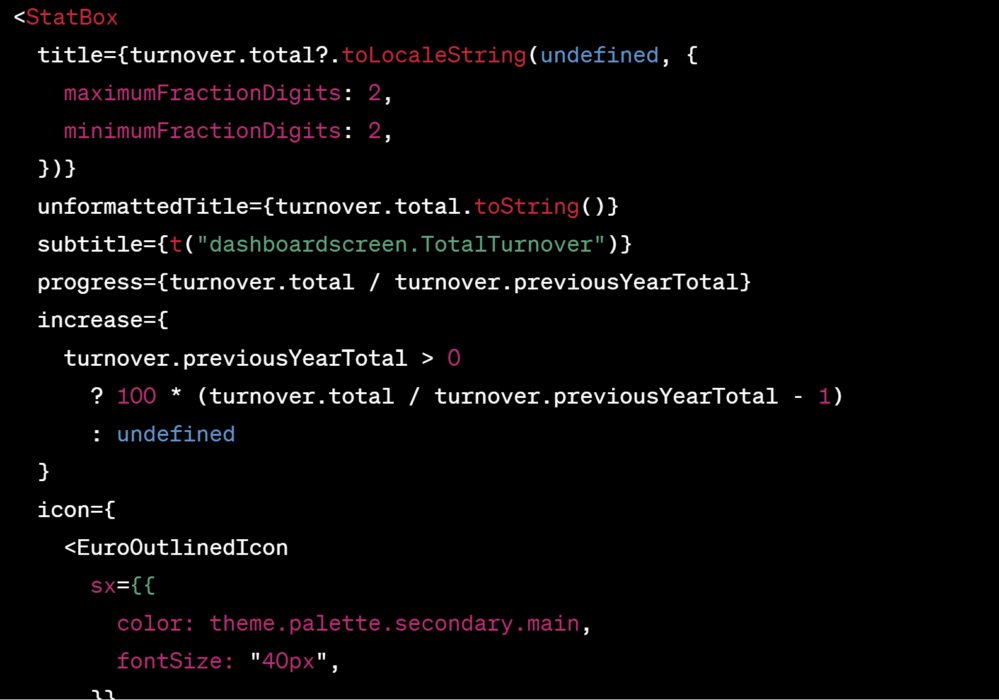 <StatBox
title={turnover.total?.toLocaleString(undefined, {
maximumFractionDigits: 2,
minimumFractionDigits: 2,
})}
unformattedTitle={turnover.total.toString()}
subtitle={t("dashboardscreen.TotalTurnover")}
progress={turnover.total / turnover.previousYearTotal}
increase={
turnover.previousYearTotal > 0
? 100 * (turnover.total / turnover.previousYearTotal - 1)
: undefined
}
icon={
<EuroOutlinedIcon
sx={{
color: theme.palette.secondary.main,
fontSize: "40px",
}}